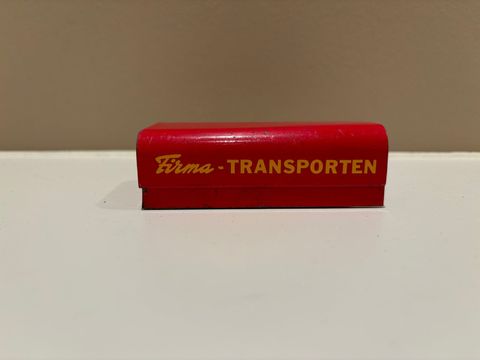 Firma - TRANSPORTEN